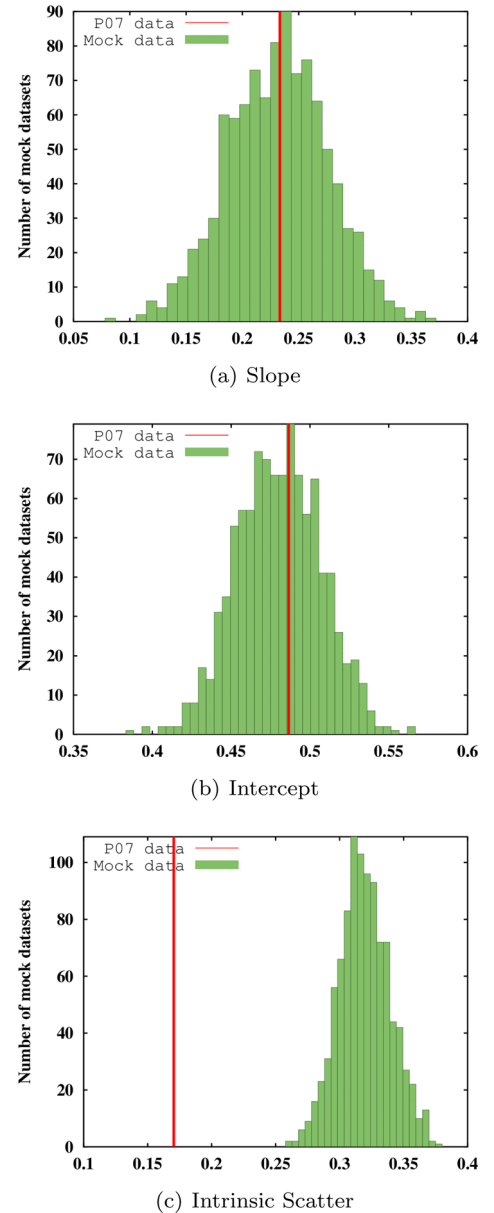 90
80
70
60
50
40
30
20
10
0
Number of mock datasets
P07 data
Mock data
0.05 0.1 0.15 0.2 0.25 0.3 0.35 0.4
(a) Slope
70
60
50
40
30
20
10
0
Number of mock datasets
P07 data
Mock data
0.35 0.4 0.45 0.5 0.55 0.6
(b) Intercept
100
80
60
40
20
0
Number of mock datasets
P07 data
Mock data
0.1 0.15 0.2 0.25 0.3 0.35 0.4
(c) Intrinsic Scatter